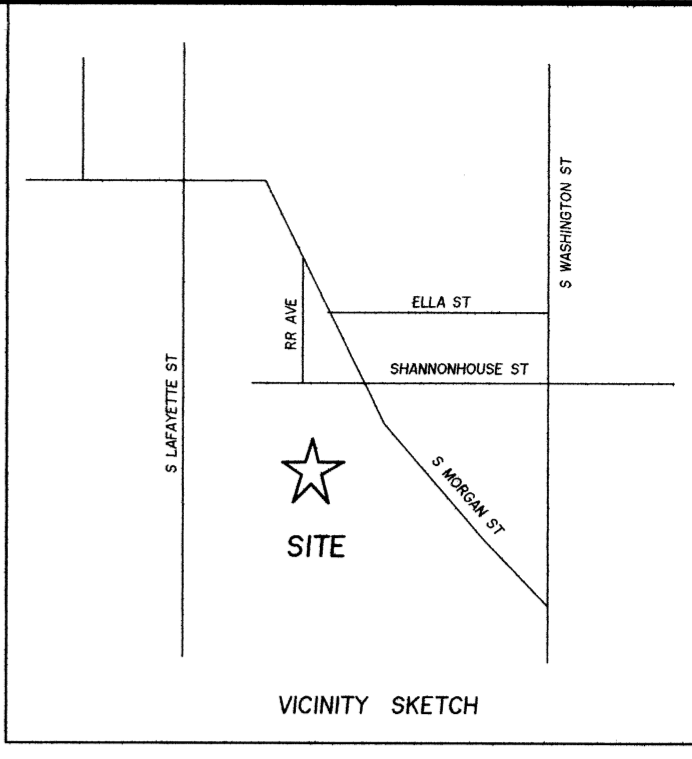 S WASHINGTON ST
ELLA ST
RR AVE
SHANNONHOUSE ST
S LAFAYETTE ST
S MORGAN ST
SITE
VICINITY SKETCH